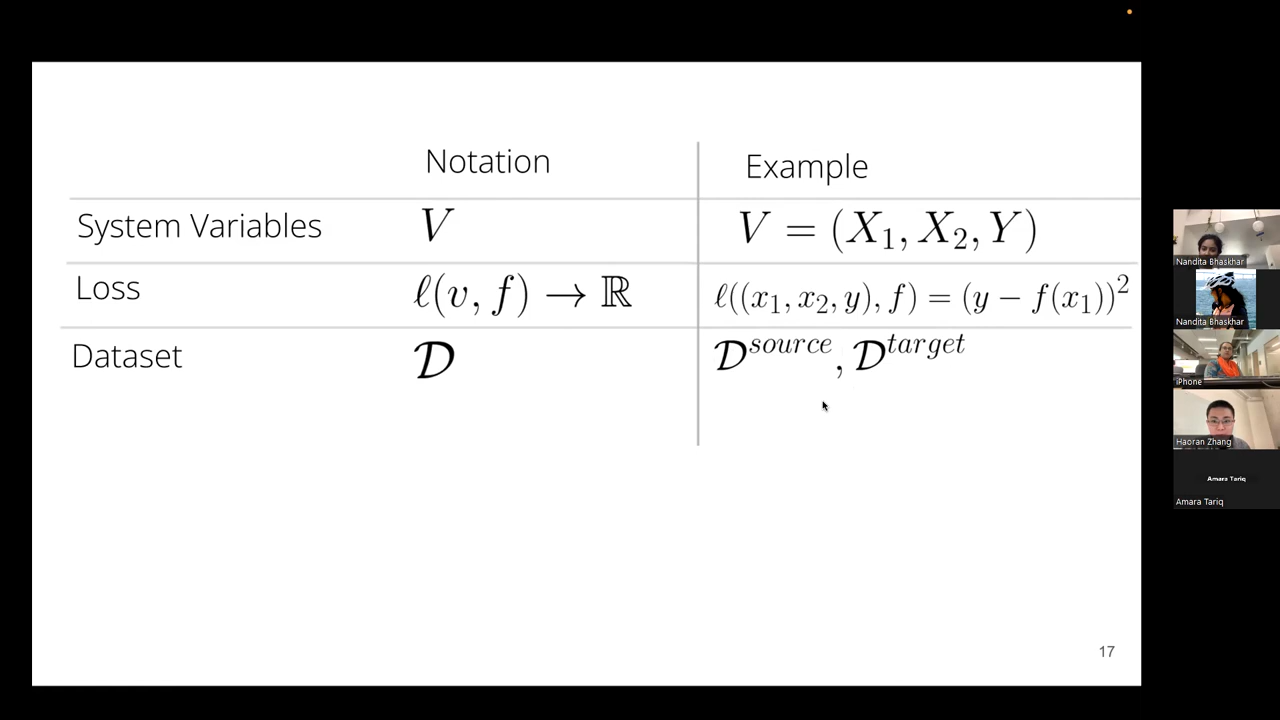 Notation Example
System Variables V V = (X₁, X₂, Y)
Loss ℓ(v, f) → ℝ ℓ((x₁, x₂, y), f) = (y − f(x₁))²
Dataset 𝒟 𝒟^source, 𝒟^target
17
Nandita Bhaskhar
Nandita Bhaskhar
iPhone
Haoran Zhang
Amara Tariq
Amara Tariq